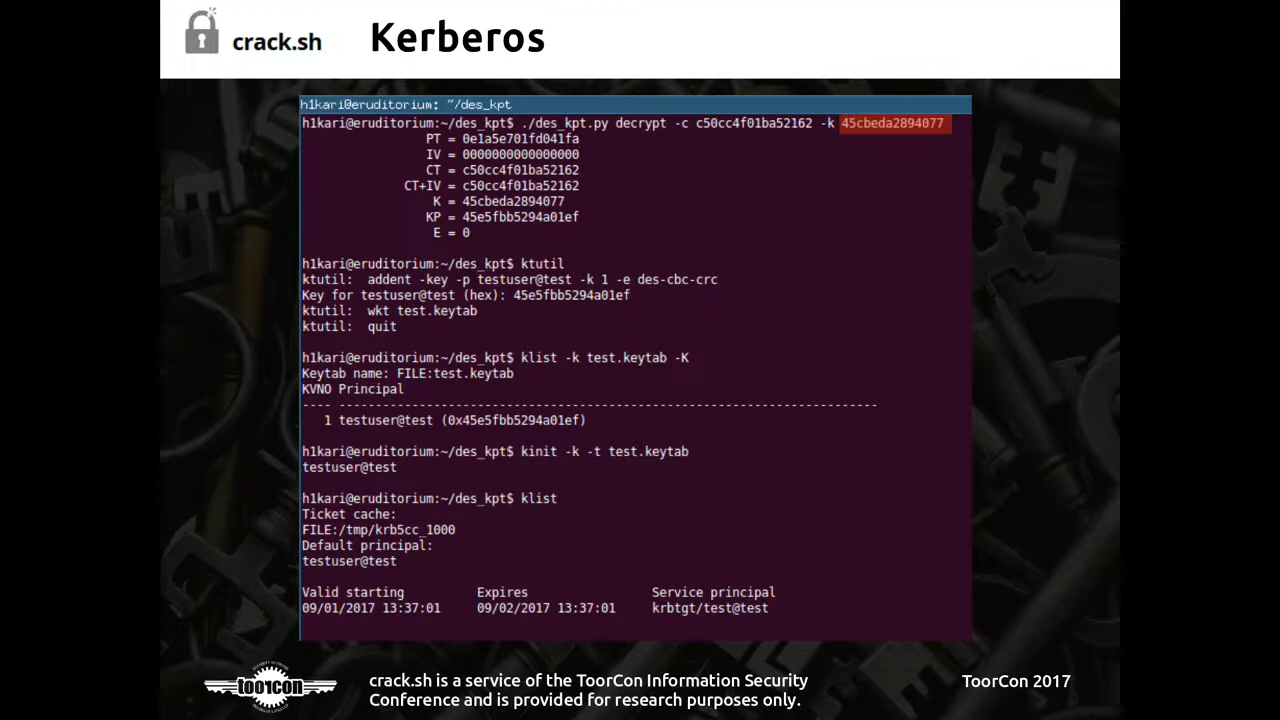 crack.sh
Kerberos
h1kari@eruditorium: ~/des_kpt
h1kari@eruditorium:~/des_kpt$ ./des_kpt.py decrypt -c c50cc4f01ba52162 -k 45cbeda2894077
PT = 0e1a5e701fd041fa
IV = 0000000000000000
CT = c50cc4f01ba52162
CT+IV = c50cc4f01ba52162
K = 45cbeda2894077
KP = 45e5fbb5294a01ef
E = 0
h1kari@eruditorium:~/des_kpt$ ktutil
ktutil:  addent -key -p testuser@test -k 1 -e des-cbc-crc
Key for testuser@test (hex): 45e5fbb5294a01ef
ktutil:  wkt test.keytab
ktutil:  quit
h1kari@eruditorium:~/des_kpt$ klist -k test.keytab -K
Keytab name: FILE:test.keytab
KVNO Principal
---- --------------------------------------------------------------------------
1 testuser@test (0x45e5fbb5294a01ef)
h1kari@eruditorium:~/des_kpt$ kinit -k -t test.keytab
testuser@test
h1kari@eruditorium:~/des_kpt$ klist
Ticket cache:
FILE:/tmp/krb5cc_1000
Default principal:
testuser@test
Valid starting Expires Service principal
09/01/2017 13:37:01 09/02/2017 13:37:01 krbtgt/test@test
toorcon
crack.sh is a service of the ToorCon Information Security
Conference and is provided for research purposes only.
ToorCon 2017